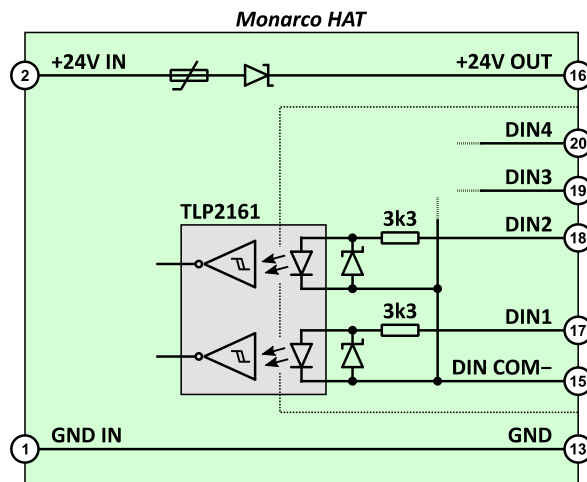 Monarco HAT
2 +24V IN +24V OUT 16
DIN4 20
DIN3 19
TLP2161 3k3 DIN2 18
3k3 DIN1 17
DIN COM− 15
1 GND IN GND 13